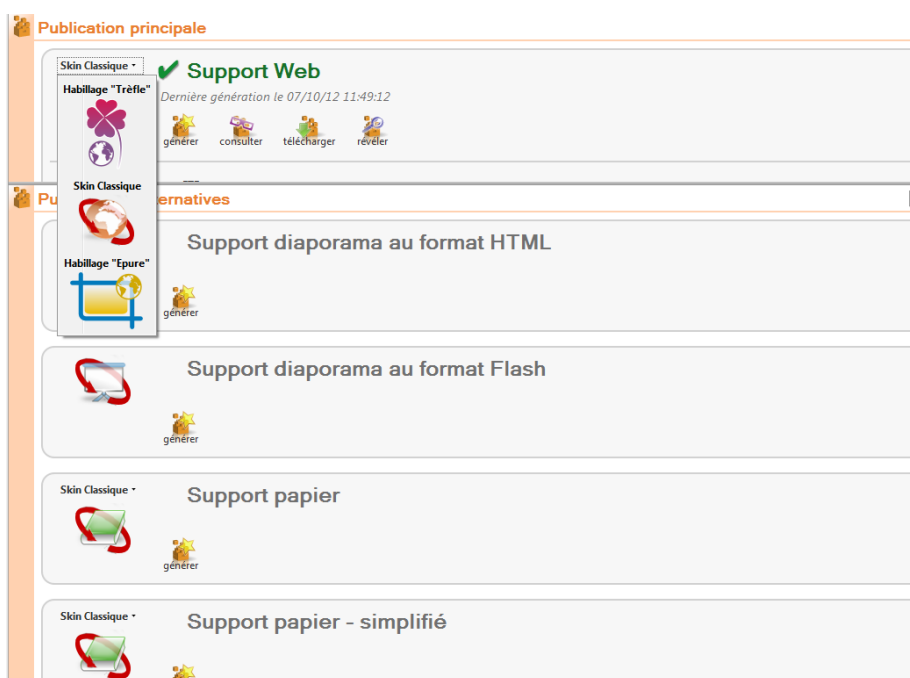 Publication principale
Skin Classique
Support Web
Habillage "Trèfle"
Dernière génération le 07/10/12 11:49:12
générer consulter télécharger révéler
Skin Classique
Pu ernatives
Habillage "Epure"
Support diaporama au format HTML
générer
Support diaporama au format Flash
générer
Skin Classique
Support papier
générer
Skin Classique
Support papier - simplifié